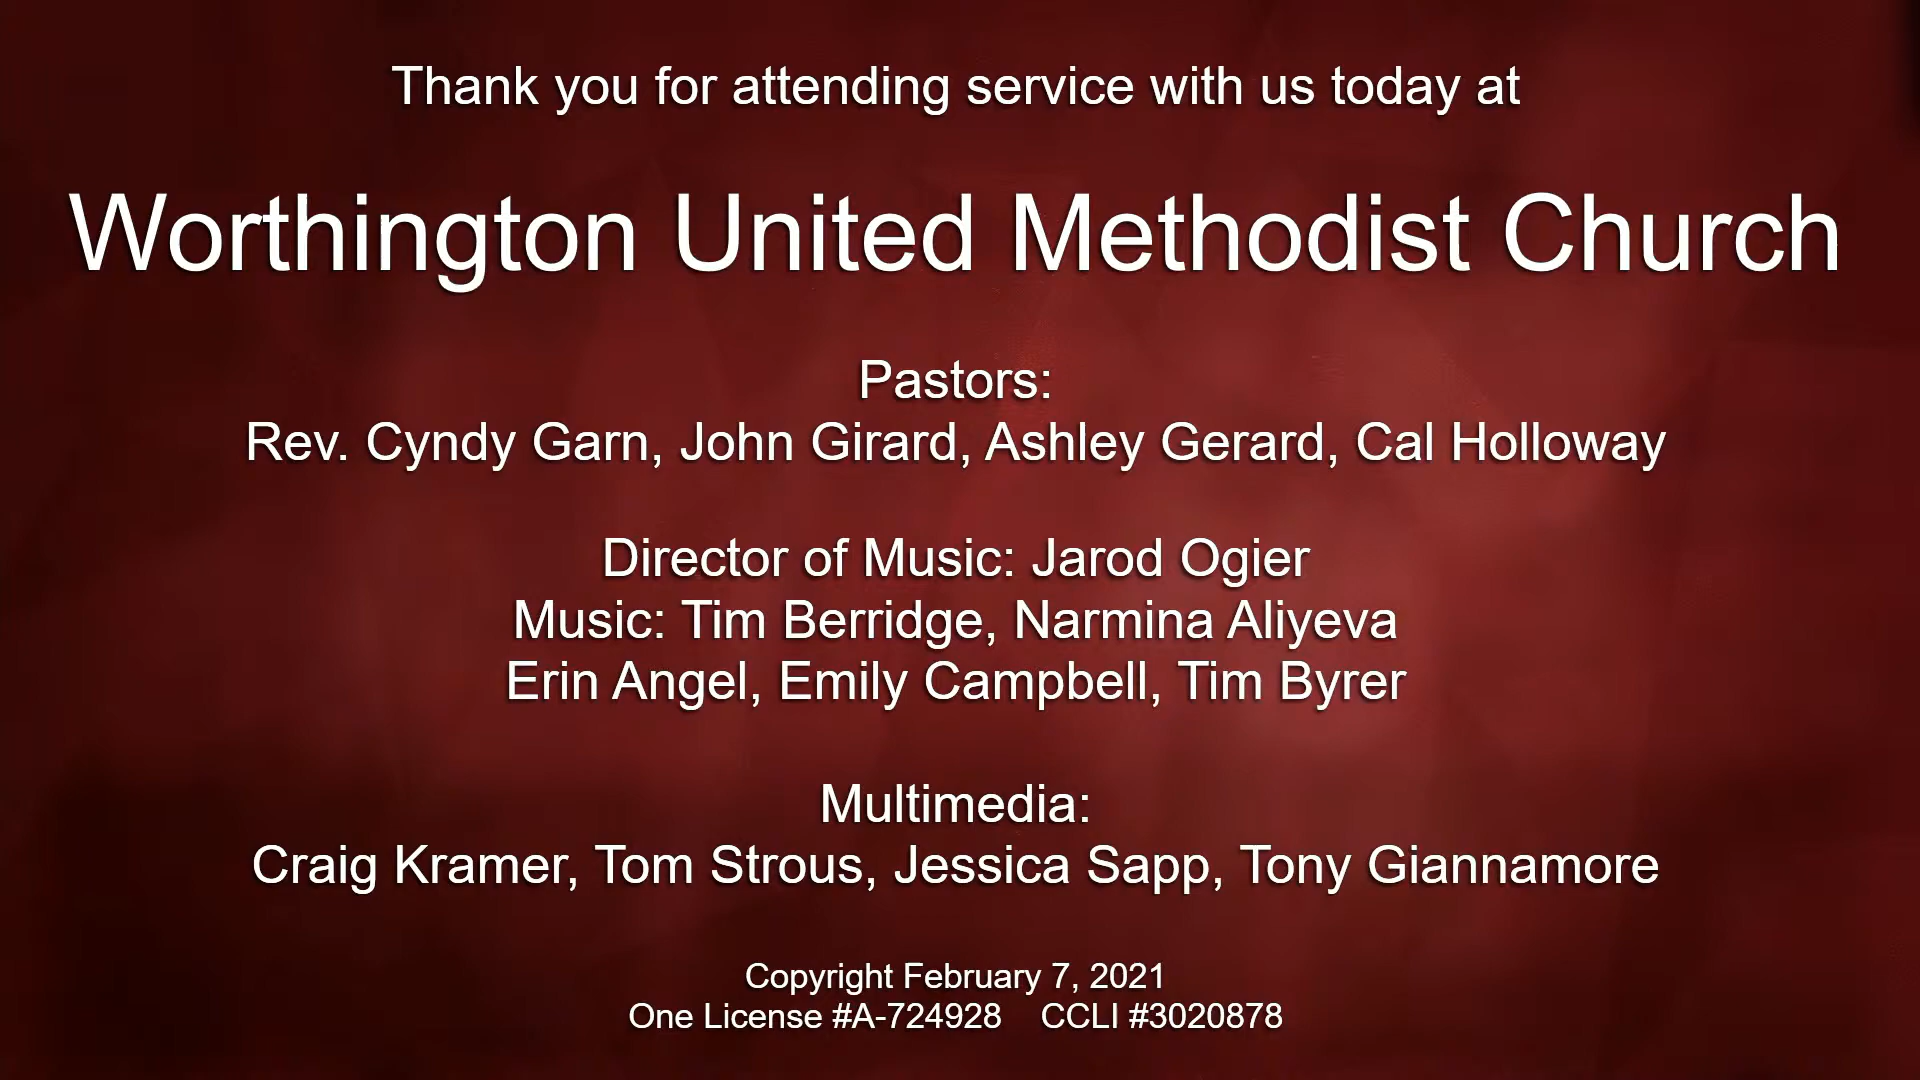 Thank you for attending service with us today at
Worthington United Methodist Church
Pastors:
Rev. Cyndy Garn, John Girard, Ashley Gerard, Cal Holloway
Director of Music: Jarod Ogier
Music: Tim Berridge, Narmina Aliyeva
Erin Angel, Emily Campbell, Tim Byrer
Multimedia:
Craig Kramer, Tom Strous, Jessica Sapp, Tony Giannamore
Copyright February 7, 2021
One License #A-724928 CCLI #3020878